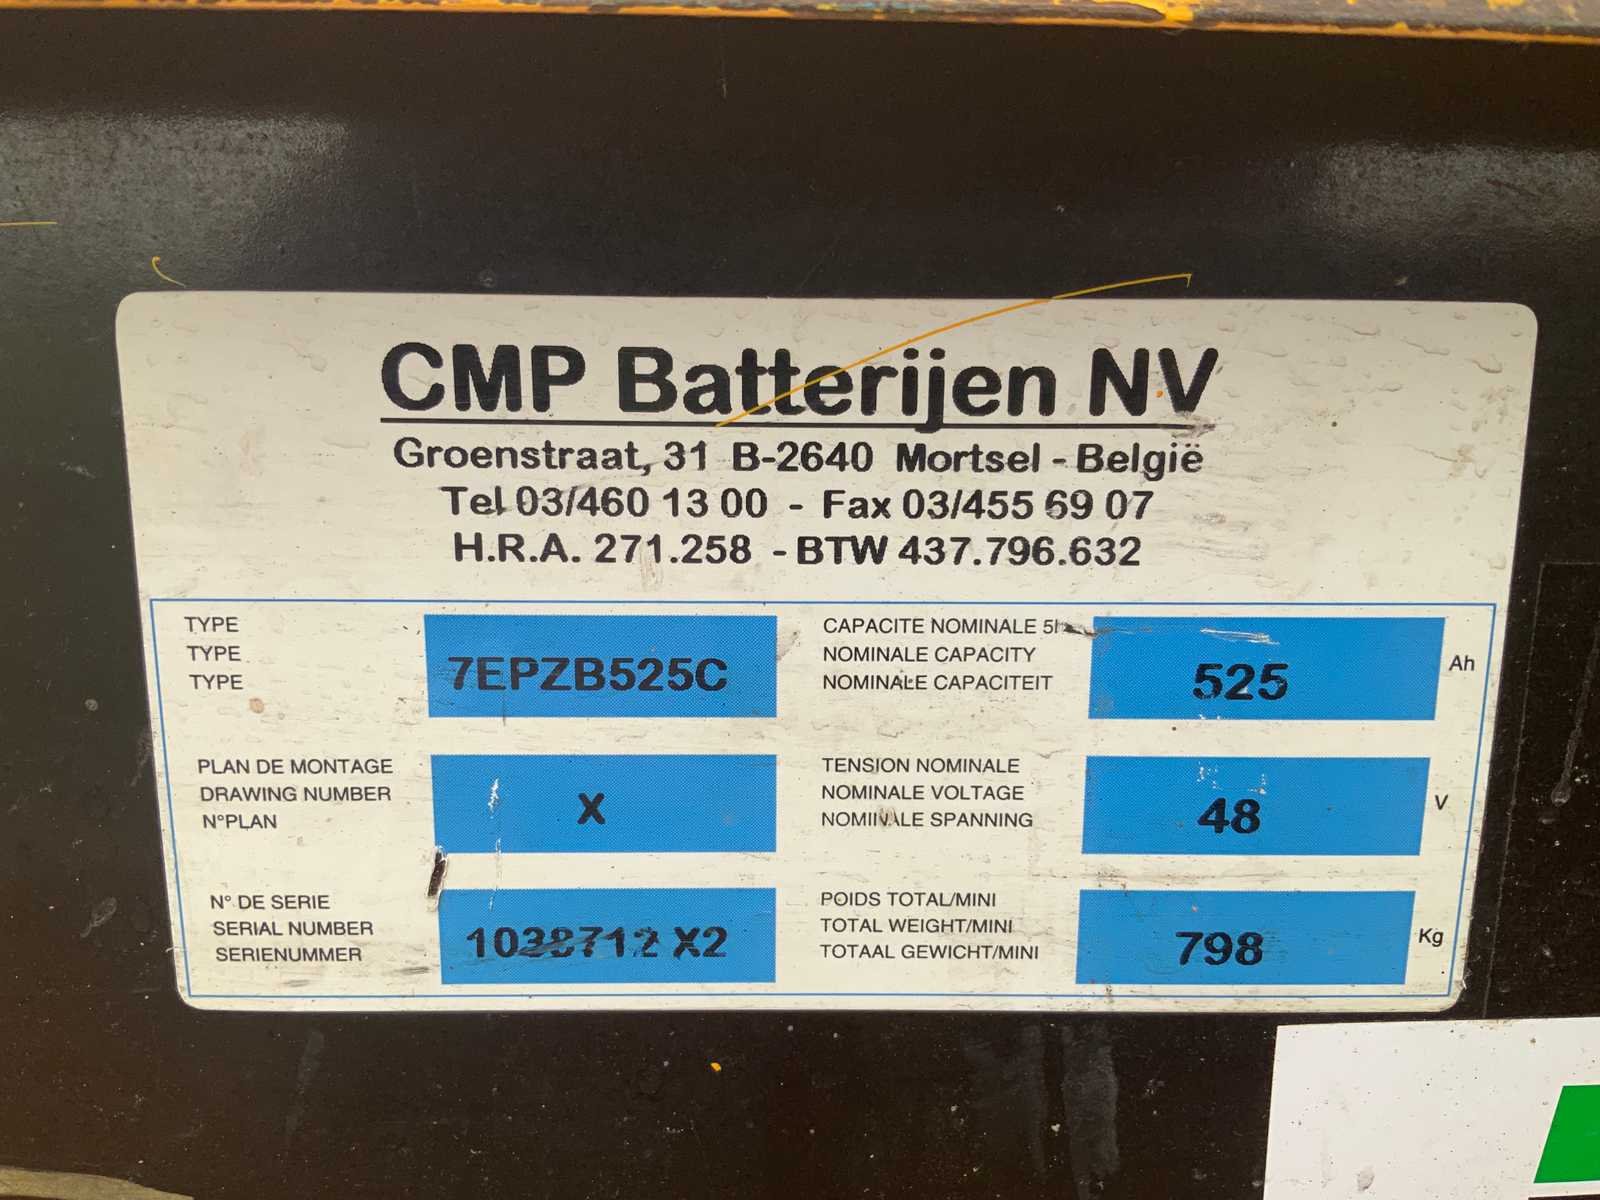 CMP Batterijen NV
Groenstraat, 31 B-2640 Mortsel - België
Tel 03/460 13 00 - Fax 03/455 69 07
H.R.A. 271.258 - BTW 437.796.632
TYPE
TYPE
TYPE
7EPZB525C
CAPACITE NOMINALE 5h
NOMINALE CAPACITY
NOMINALE CAPACITEIT
525
Ah
PLAN DE MONTAGE
DRAWING NUMBER
N°PLAN
X
TENSION NOMINALE
NOMINALE VOLTAGE
NOMINALE SPANNING
48
V
N° DE SERIE
SERIAL NUMBER
SERIENUMMER
1038712 X2
POIDS TOTAL/MINI
TOTAL WEIGHT/MINI
TOTAAL GEWICHT/MINI
798
Kg